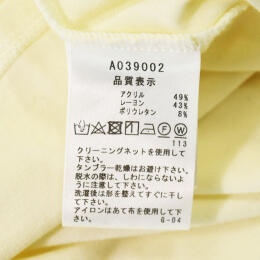 A039002
品質表示
アクリル 49%
レーヨン 43%
ポリウレタン 8%
113
クリーニングネットを使用して
下さい。
タンブラー乾燥はお避け下さい。
脱水の際は、しわにならないよ
うに注意して下さい。
洗濯後は形を整えてすぐに干し
て下さい。
アイロンはあて布を使用して下
さい。 G-04